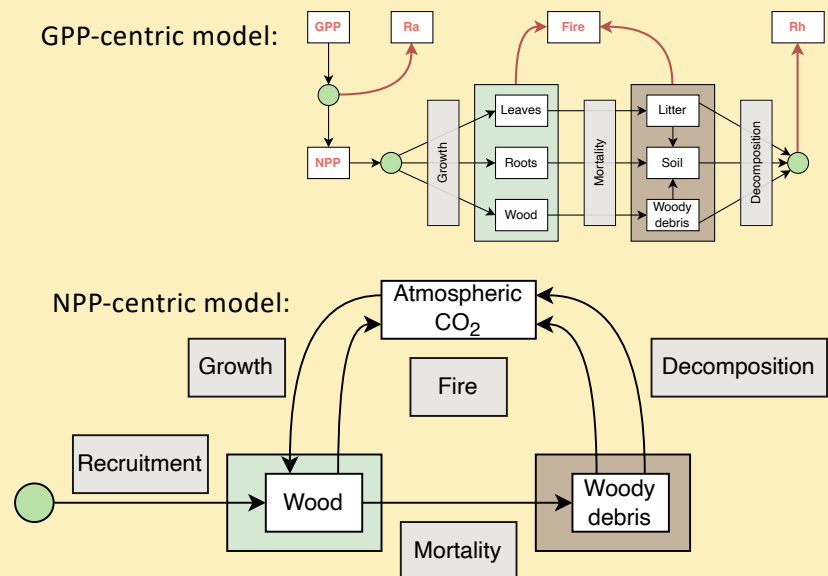 GPP-centric model:
GPP
Ra
Fire
Rh
NPP
Growth
Leaves
Roots
Wood
Mortality
Litter
Soil
Woody
debris
Decomposition
NPP-centric model:
Atmospheric
CO2
Growth
Fire
Decomposition
Recruitment
Wood
Mortality
Woody
debris